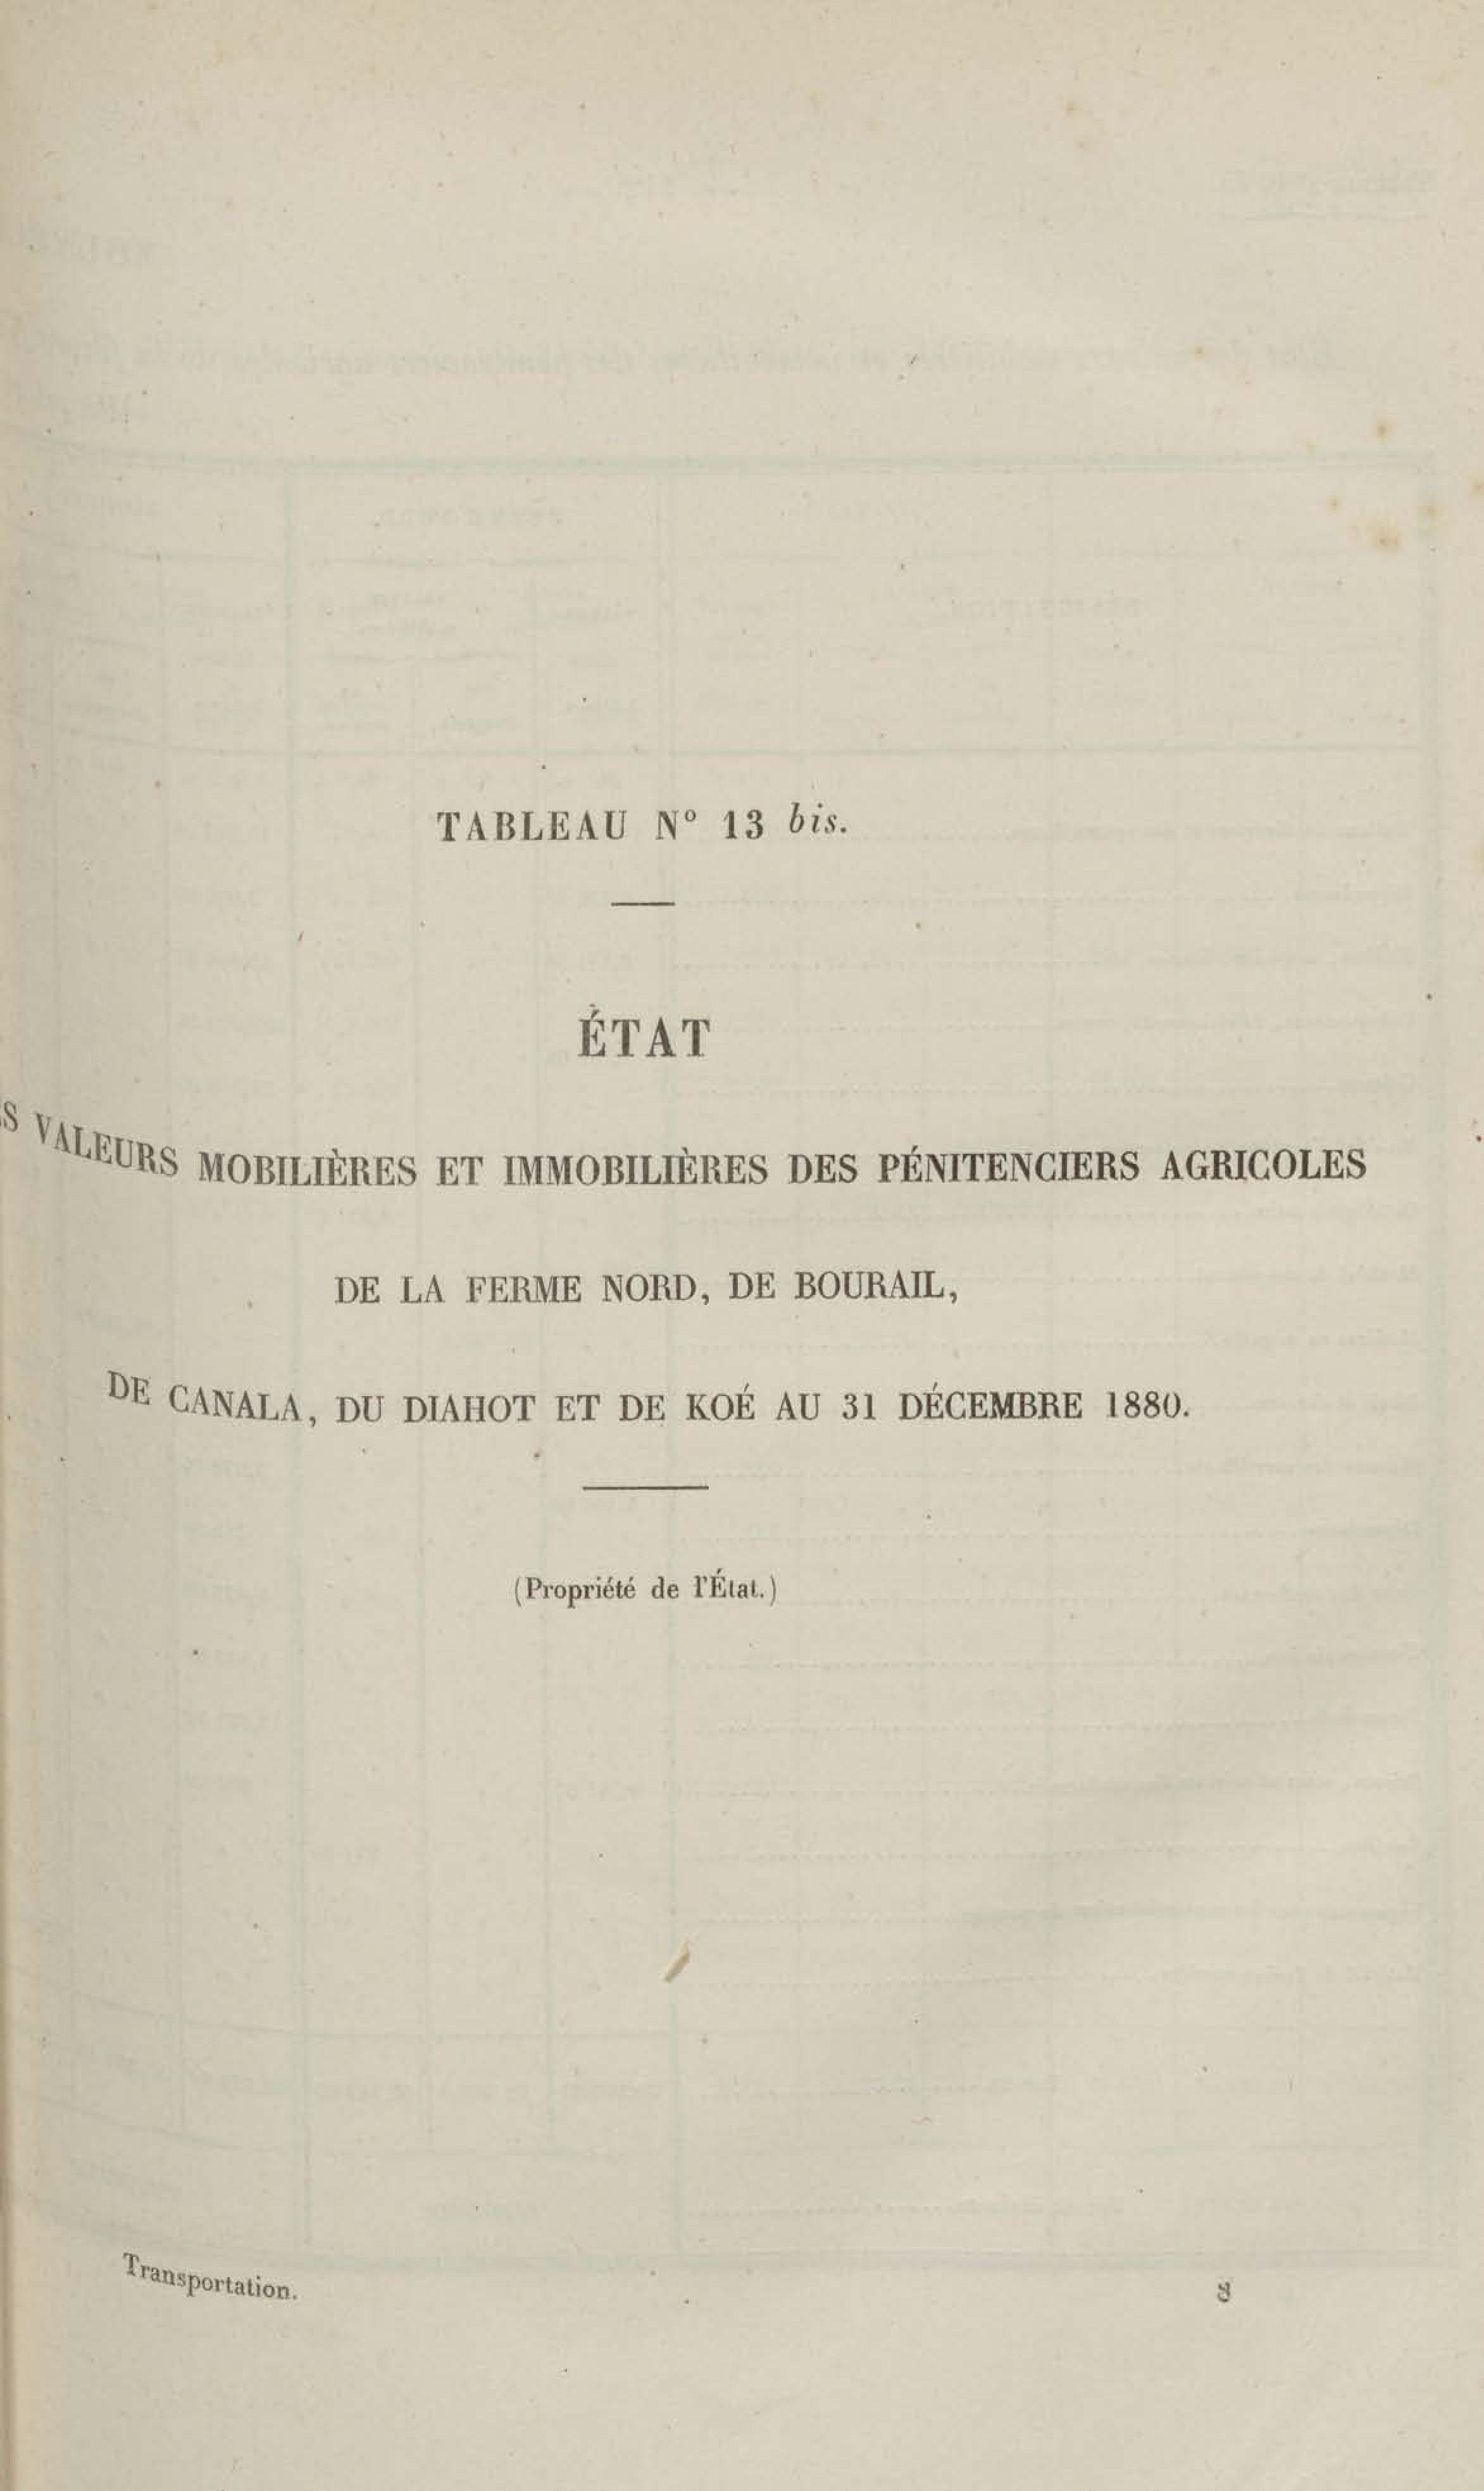 TABLEAU N° 13 bis.
ÉTAT
S VALEURS MOBILIÈRES ET IMMOBILIÈRES DES PÉNITENCIERS AGRICOLES
DE LA FERME NORD, DE BOURAIL,
DE CANALA, DU DIAHOT ET DE KOÉ AU 31 DÉCEMBRE 1880.
(Propriété de l'État.)
Transportation.